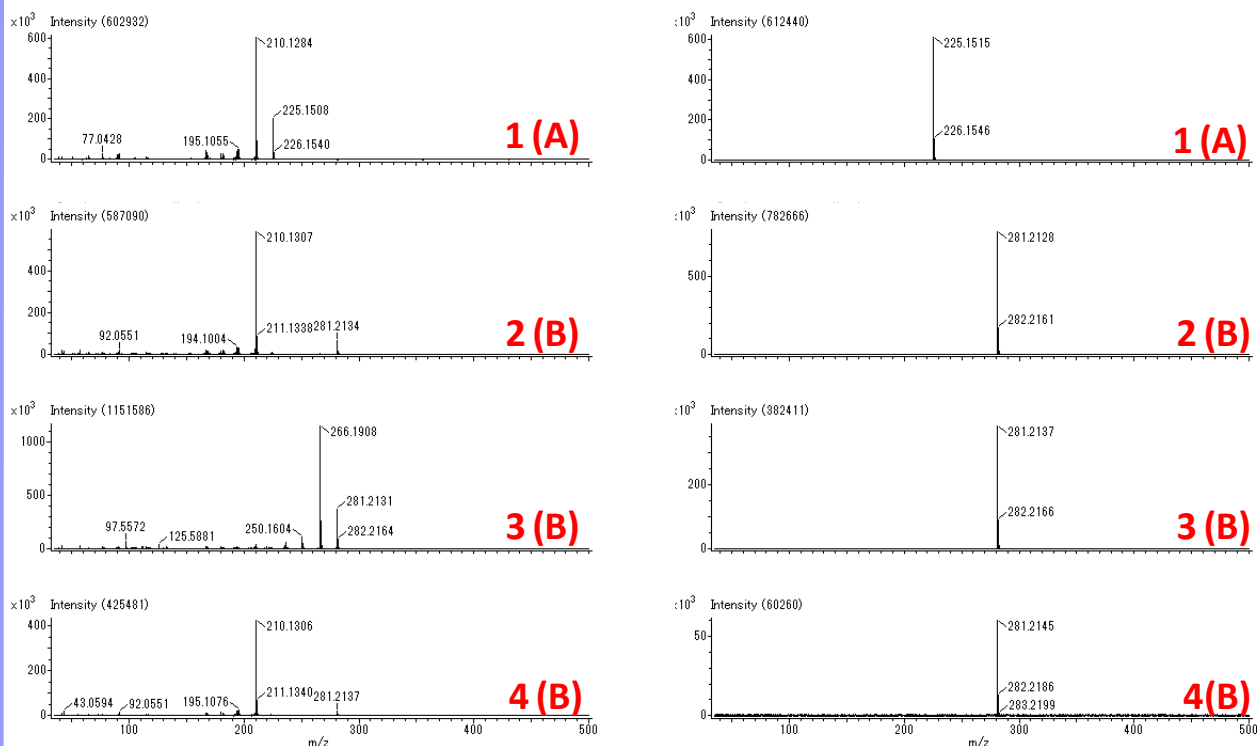 x10³ Intensity (602932)
600
400
200
0
210.1284
225.1508
226.1540
195.1055
77.0428
1 (A)
:10³ Intensity (612440)
600
400
200
0
225.1515
226.1546
1 (A)
x10³ Intensity (587090)
400
200
0
210.1307
211.1338
281.2134
194.1004
92.0551
2 (B)
:10³ Intensity (782666)
500
0
281.2128
282.2161
2 (B)
x10³ Intensity (1151586)
1000
500
0
266.1908
281.2131
282.2164
250.1604
125.5881
97.5572
3 (B)
:10³ Intensity (382411)
200
0
281.2137
282.2166
3 (B)
x10³ Intensity (425481)
400
200
0
210.1306
211.1340
281.2137
195.1076
92.0551
43.0594
4 (B)
100 200 300 400 500
m/z
:10³ Intensity (60260)
50
0
281.2145
282.2186
283.2199
4(B)
100 200 300 400 50
m/z